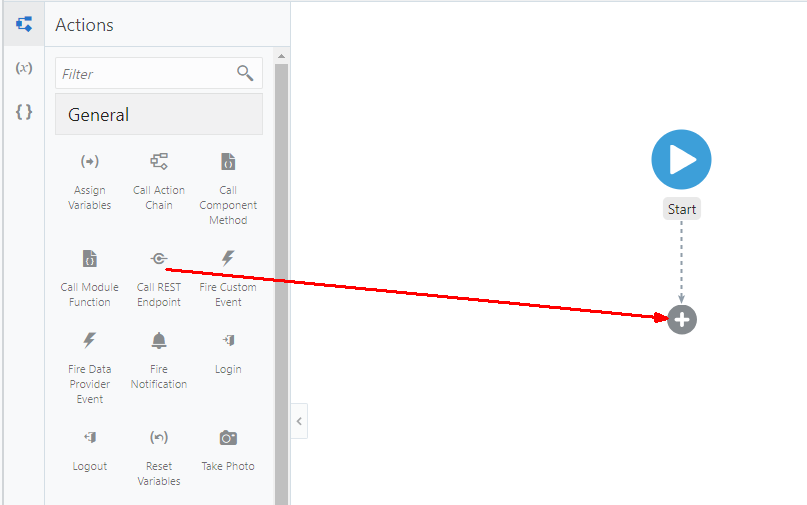 Actions
(x)
Filter
{ }
General
Assign
Variables
Call Action
Chain
Call
Component
Method
Call Module
Function
Call REST
Endpoint
Fire Custom
Event
Fire Data
Provider
Event
Fire
Notification
Login
Logout
Reset
Variables
Take Photo
Start